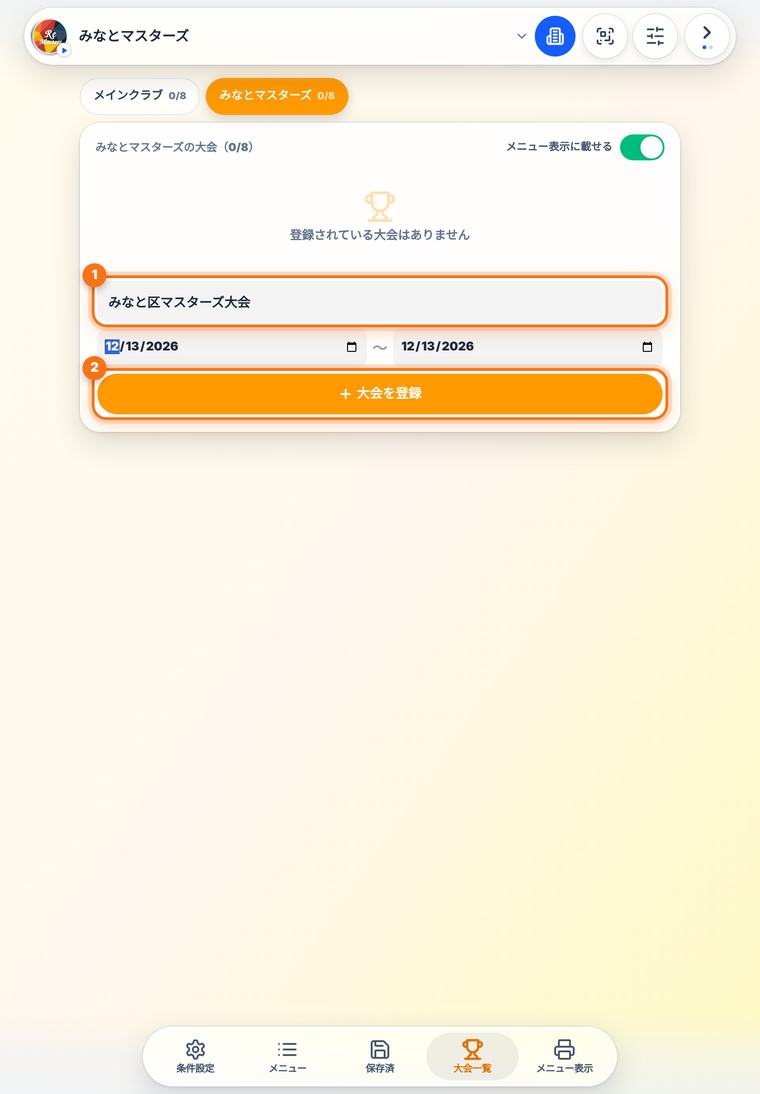 みなとマスターズ
メインクラブ 0/8
みなとマスターズ 0/8
みなとマスターズの大会（0/8）
メニュー表示に載せる
登録されている大会はありません
1
みなと区マスターズ大会
12/13/2026 〜 12/13/2026
2
+ 大会を登録
条件設定
メニュー
保存済
大会一覧
メニュー表示